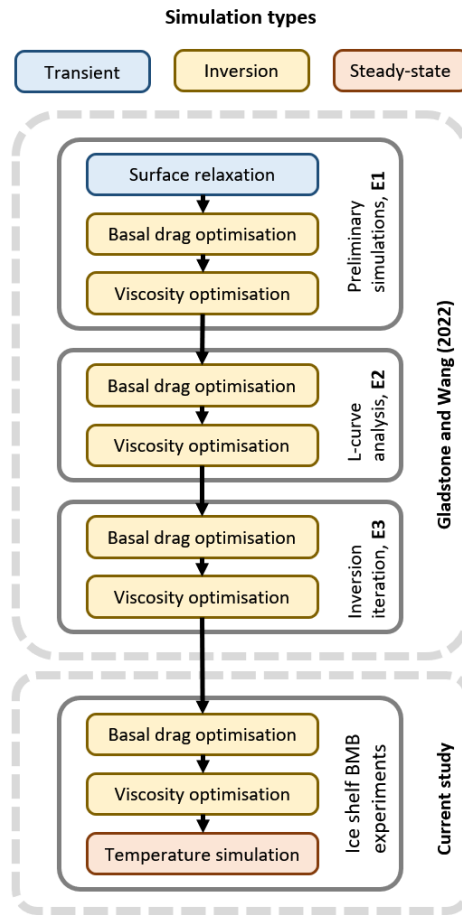 Simulation types
Transient
Inversion
Steady-state
Surface relaxation
Basal drag optimisation
Viscosity optimisation
Preliminary
simulations, E1
Basal drag optimisation
Viscosity optimisation
L-curve
analysis, E2
Basal drag optimisation
Viscosity optimisation
Inversion
iteration, E3
Gladstone and Wang (2022)
Basal drag optimisation
Viscosity optimisation
Temperature simulation
Ice shelf BMB
experiments
Current study